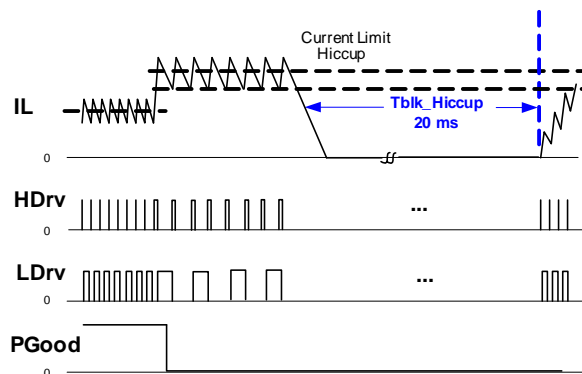 Current Limit
Hiccup
IL
Tblk_Hiccup
20 ms
0
HDrv
...
0
LDrv
...
0
PGood
0